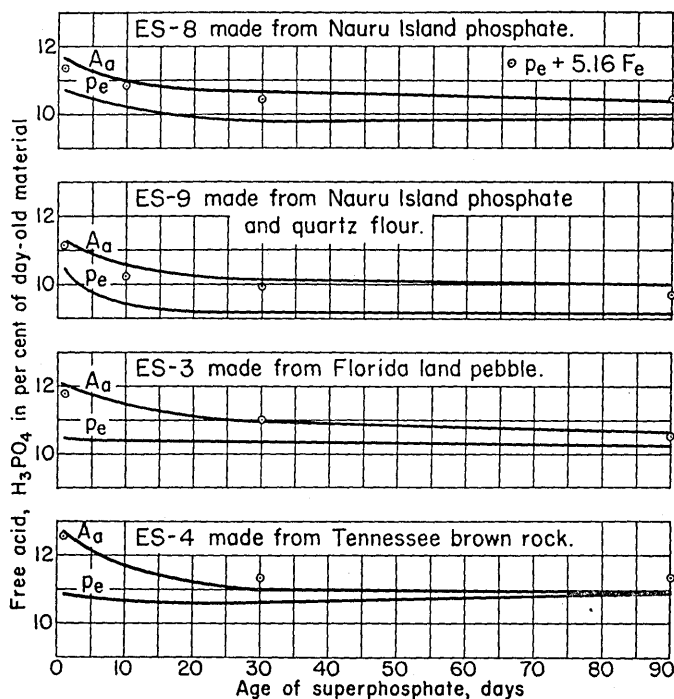 ES-8 made from Nauru Island phosphate.
12
Aa
pe
⊙ pe + 5.16 Fe
10
ES-9 made from Nauru Island phosphate
and quartz flour.
12
Aa
pe
10
ES-3 made from Florida land pebble.
12
Aa
pe
10
ES-4 made from Tennessee brown rock.
12
Aa
pe
10
0 10 20 30 40 50 60 70 80 90
Age of superphosphate, days
Free acid, H₃PO₄ in per cent of day-old material